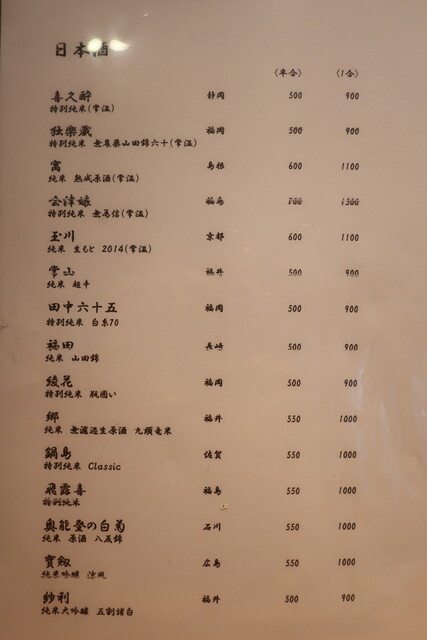 日本酒
〈半合〉 〈1合〉
喜久酔 静岡 500 900
特別純米(常温)
独楽蔵 福岡 500 900
特別純米 無農薬山田錦六十(常温)
窩 島根 600 1100
純米 熟成原酒(常温)
会津娘 福島 700 1300
特別純米 無為信(常温)
玉川 京都 600 1100
純米 生もと 2014(常温)
常山 福井 500 900
純米 超辛
田中六十五 福岡 500 900
特別純米 白糸70
福田 長崎 500 900
純米 山田錦
綾花 福岡 500 900
特別純米 瓶囲い
郷 福井 550 1000
純米 無濾過生原酒 九頭竜米
鍋島 佐賀 550 1000
特別純米 Classic
飛露喜 福島 550 1000
特別純米
奥能登の白菊 石川 550 1000
純米 原酒 八反錦
寶剱 広島 550 1000
純米吟醸 涼風
紗利 福井 500 900
純米大吟醸 五割諸白